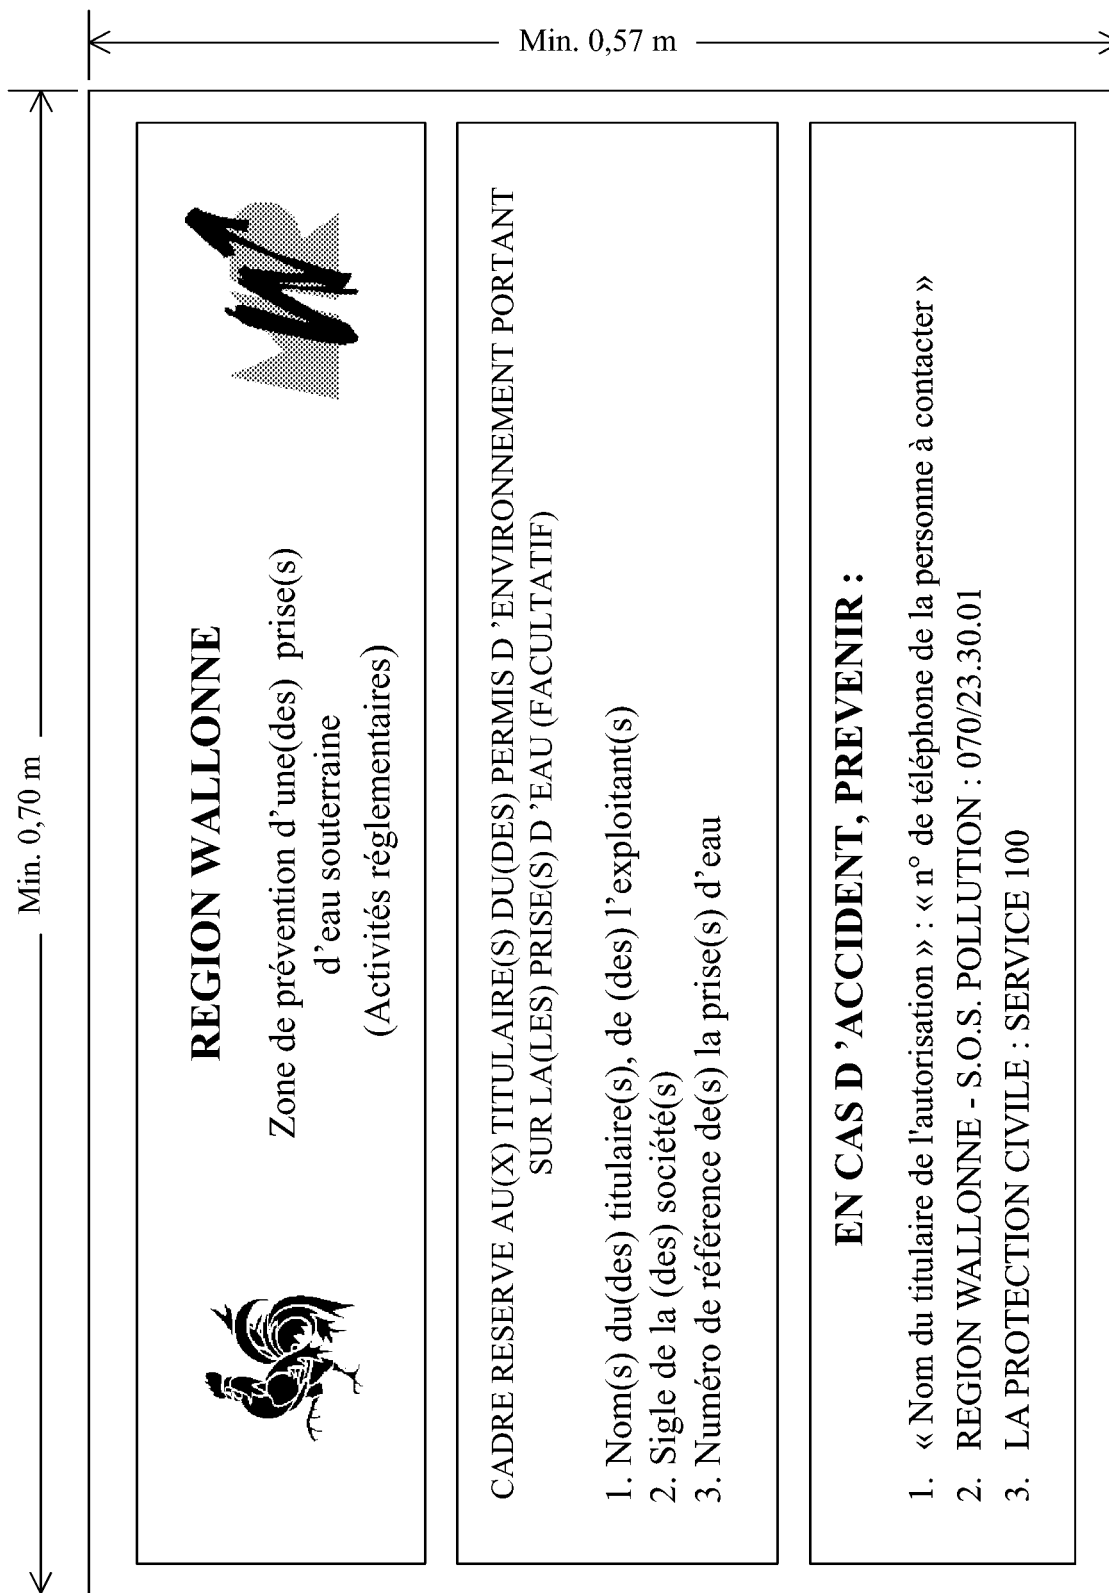 Min. 0,57 m
Min. 0,70 m
REGION WALLONNE
Zone de prévention d’une(des) prise(s)
d’eau souterraine
(Activités réglementaires)
CADRE RESERVE AU(X) TITULAIRE(S) DU(DES) PERMIS D ’ENVIRONNEMENT PORTANT
SUR LA(LES) PRISE(S) D ’EAU (FACULTATIF)
1. Nom(s) du(des) titulaire(s), de (des) l’exploitant(s)
2. Sigle de la (des) société(s)
3. Numéro de référence de(s) la prise(s) d’eau
EN CAS D ’ACCIDENT, PREVENIR :
1. « Nom du titulaire de l'autorisation » : « n° de téléphone de la personne à contacter »
2. REGION WALLONNE - S.O.S. POLLUTION : 070/23.30.01
3. LA PROTECTION CIVILE : SERVICE 100